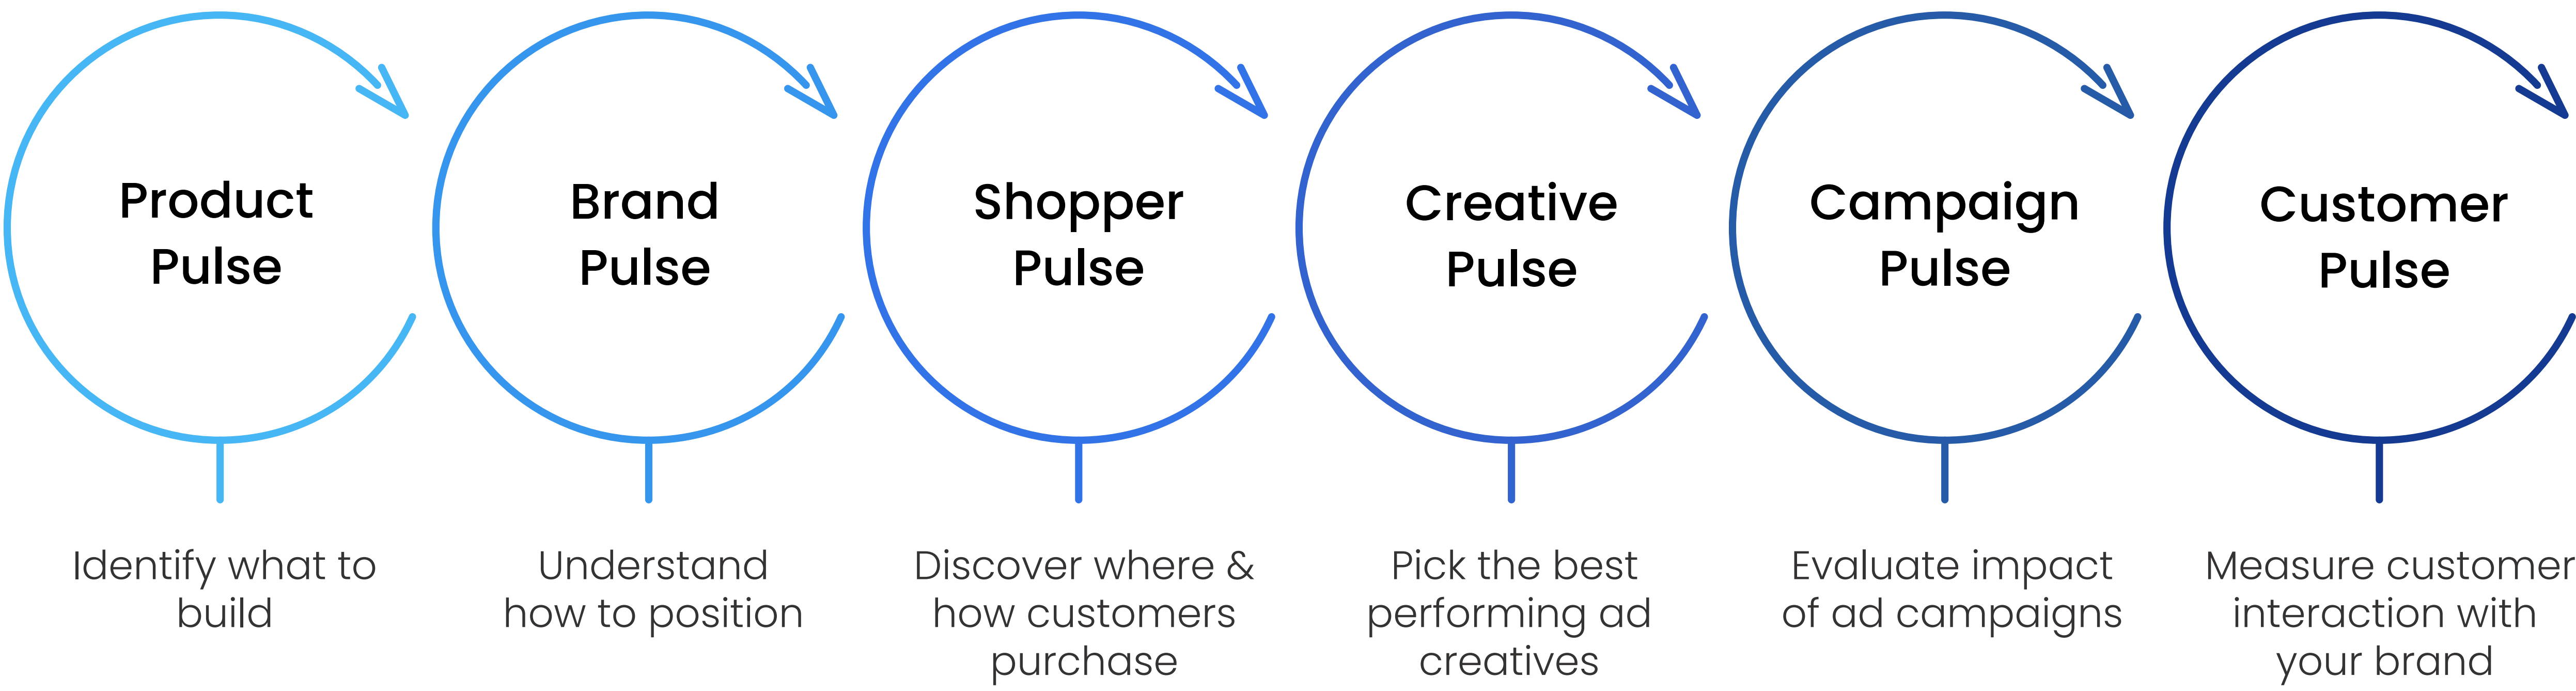 Product
Pulse
Brand
Pulse
Shopper
Pulse
Creative
Pulse
Campaign
Pulse
Customer
Pulse
Identify what to
build
Understand
how to position
Discover where &
how customers
purchase
Pick the best
performing ad
creatives
Evaluate impact
of ad campaigns
Measure customer
interaction with
your brand